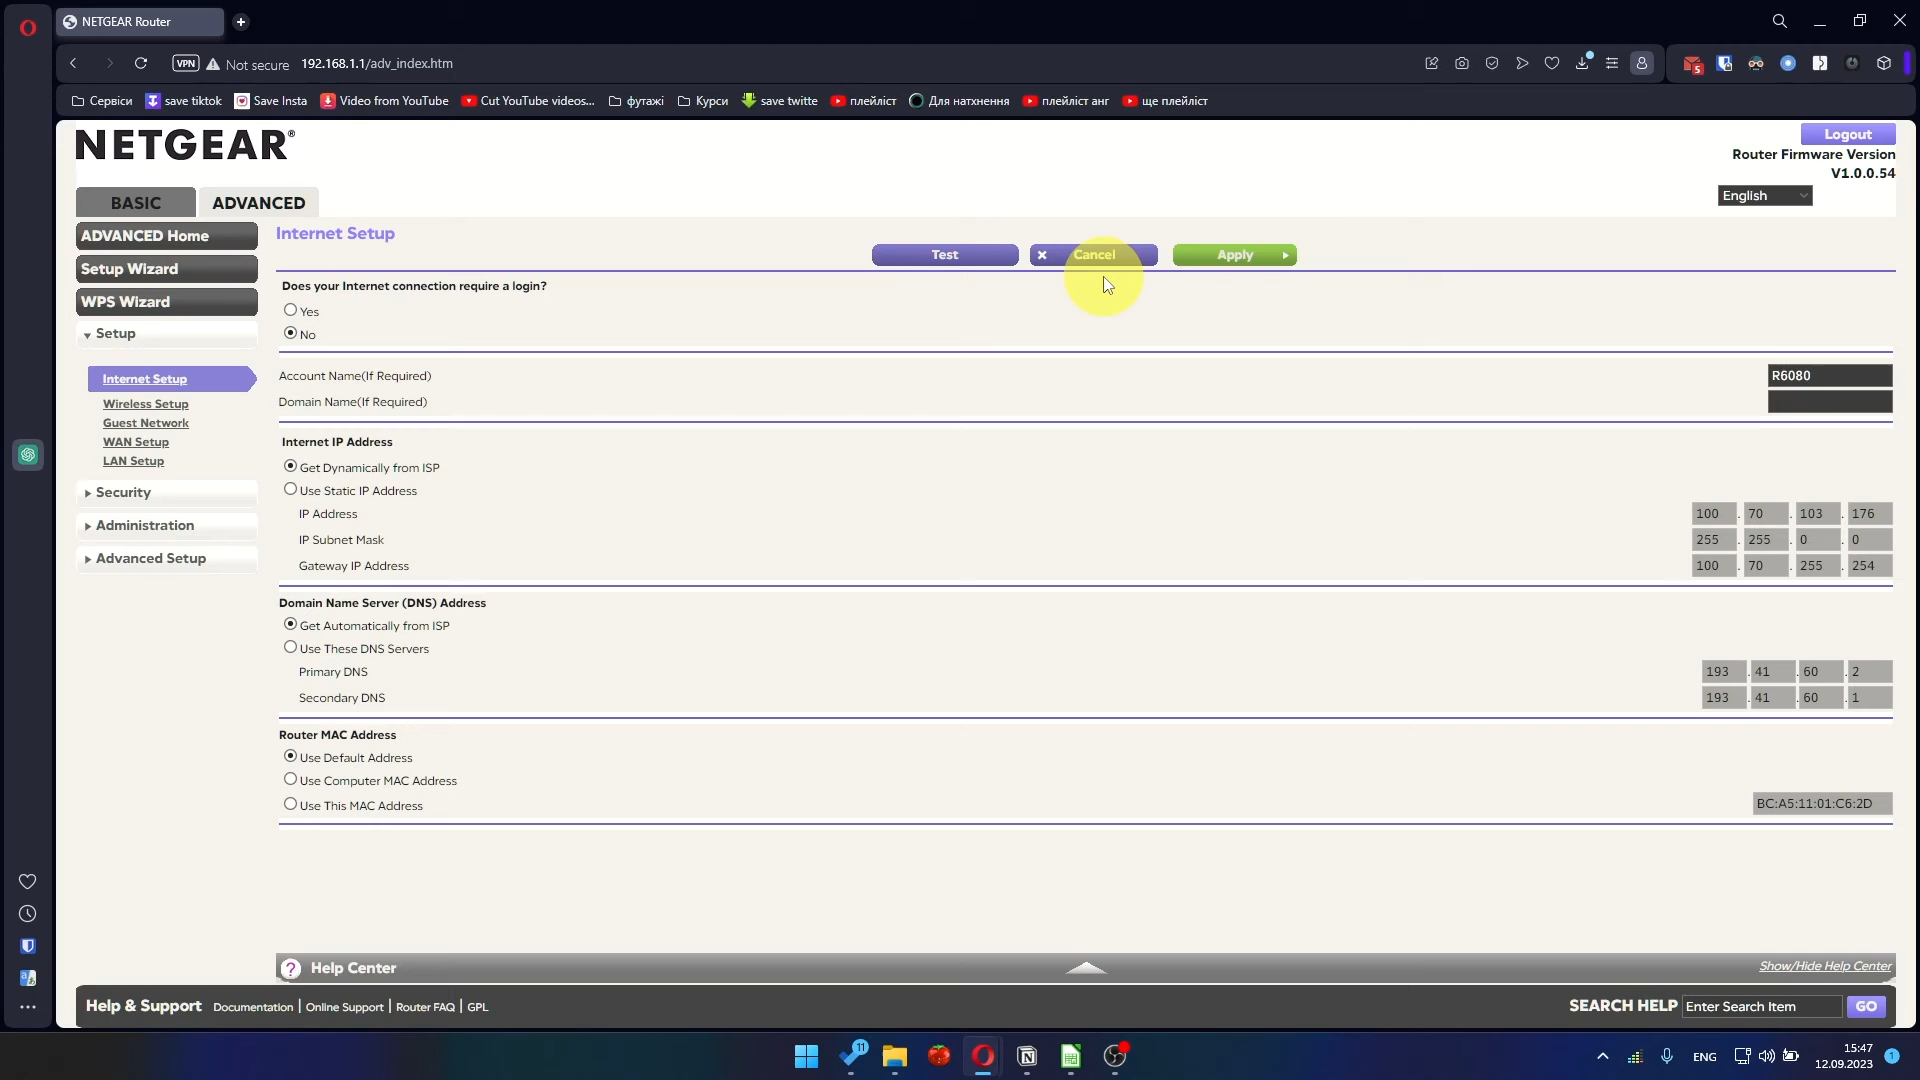 NETGEAR Router
VPN
Not secure
192.168.1.1/adv_index.htm
5
Сервіси
save tiktok
Save Insta
Video from YouTube
Cut YouTube videos...
футажі
Курси
save twitte
плейліст
Для натхнення
плейліст анг
ще плейліст
NETGEAR®
Logout
Router Firmware Version
V1.0.0.54
English
BASIC
ADVANCED
ADVANCED Home
Setup Wizard
WPS Wizard
Setup
Internet Setup
Wireless Setup
Guest Network
WAN Setup
LAN Setup
Security
Administration
Advanced Setup
Internet Setup
Test
Cancel
Apply
Does your Internet connection require a login?
Yes
No
Account Name(If Required)
R6080
Domain Name(If Required)
Internet IP Address
Get Dynamically from ISP
Use Static IP Address
IP Address
100 . 70 . 103 . 176
IP Subnet Mask
255 . 255 . 0 . 0
Gateway IP Address
100 . 70 . 255 . 254
Domain Name Server (DNS) Address
Get Automatically from ISP
Use These DNS Servers
Primary DNS
193 . 41 . 60 . 2
Secondary DNS
193 . 41 . 60 . 1
Router MAC Address
Use Default Address
Use Computer MAC Address
Use This MAC Address
BC:A5:11:01:C6:2D
? Help Center
Show/Hide Help Center
Help & Support
Documentation | Online Support | Router FAQ | GPL
SEARCH HELP
Enter Search Item
GO
11
ENG
15:47
12.09.2023
1